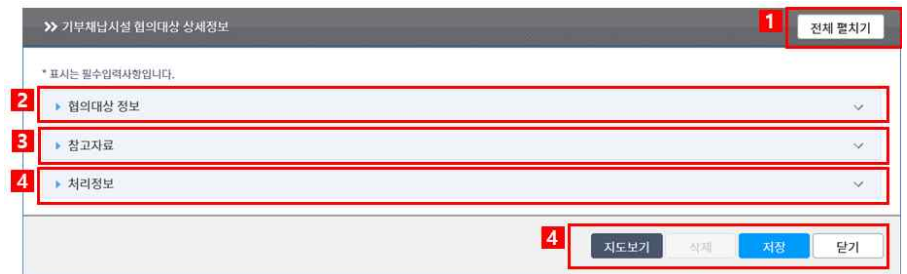 >> 기부채납시설 협의대상 상세정보
1 전체 펼치기
* 표시는 필수입력사항입니다.
2 협의대상 정보
3 참고자료
4 처리정보
4 지도보기 삭제 저장 닫기